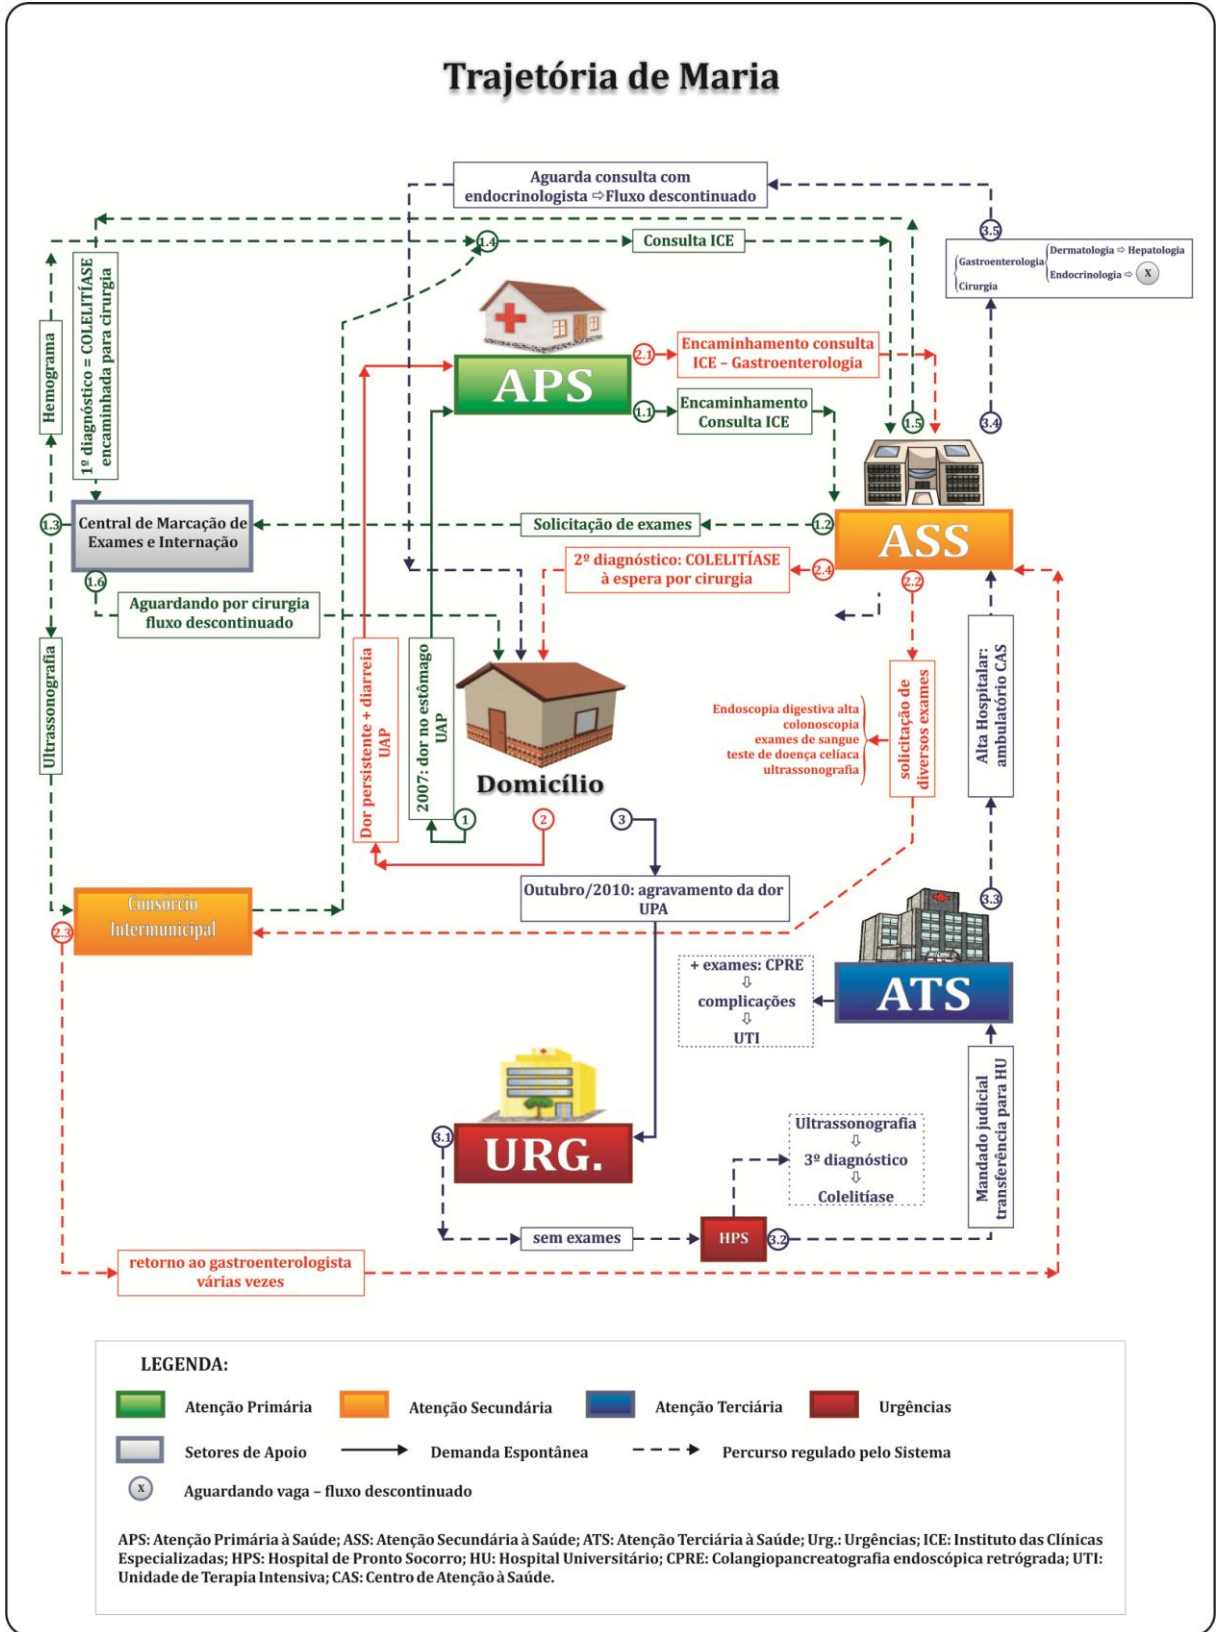 Trajetória de Maria
Aguarda consulta com
endocrinologista ⇨Fluxo descontinuado
3.5
1.4
Consulta ICE
Gastroenterologia
Dermatologia ⇨ Hepatologia
Endocrinologia ⇨ X
Cirurgia
Hemograma
1º diagnóstico = COLELITÍASE
encaminhada para cirurgia
APS
2.1
Encaminhamento consulta
ICE – Gastroenterologia
1.1
Encaminhamento
Consulta ICE
1.5
3.4
1.3
Central de Marcação de
Exames e Internação
Solicitação de exames
1.2
ASS
2º diagnóstico: COLELITÍASE
à espera por cirurgia
2.4
2.2
1.6
Aguardando por cirurgia
fluxo descontinuado
Ultrassonografia
Dor persistente + diarreia
UAP
2007: dor no estômago
UAP
Domicílio
Endoscopia digestiva alta
colonoscopia
exames de sangue
teste de doença celíaca
ultrassonografia
solicitação de
diversos exames
Alta Hospitalar:
ambulatório CAS
1
2
3
Outubro/2010: agravamento da dor
UPA
Consórcio
Intermunicipal
2.3
3.3
+ exames: CPRE
⇩
complicações
⇩
UTI
ATS
Mandado judicial
transferência para HU
3.1
URG.
Ultrassonografia
⇩
3º diagnóstico
⇩
Colelitíase
sem exames
HPS
3.2
retorno ao gastroenterologista
várias vezes
LEGENDA:
Atenção Primária
Atenção Secundária
Atenção Terciária
Urgências
Setores de Apoio
Demanda Espontânea
Percurso regulado pelo Sistema
X
Aguardando vaga – fluxo descontinuado
APS: Atenção Primária à Saúde; ASS: Atenção Secundária à Saúde; ATS: Atenção Terciária à Saúde; Urg.: Urgências; ICE: Instituto das Clínicas
Especializadas; HPS: Hospital de Pronto Socorro; HU: Hospital Universitário; CPRE: Colangiopancreatografia endoscópica retrógrada; UTI:
Unidade de Terapia Intensiva; CAS: Centro de Atenção à Saúde.